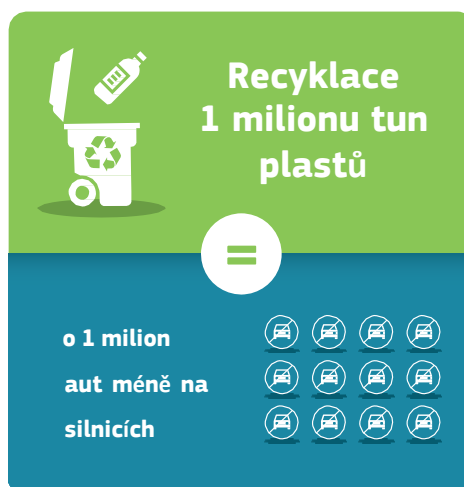 Recyklace
1 milionu tun
plastů
=
o 1 milion
aut méně na
silnicích